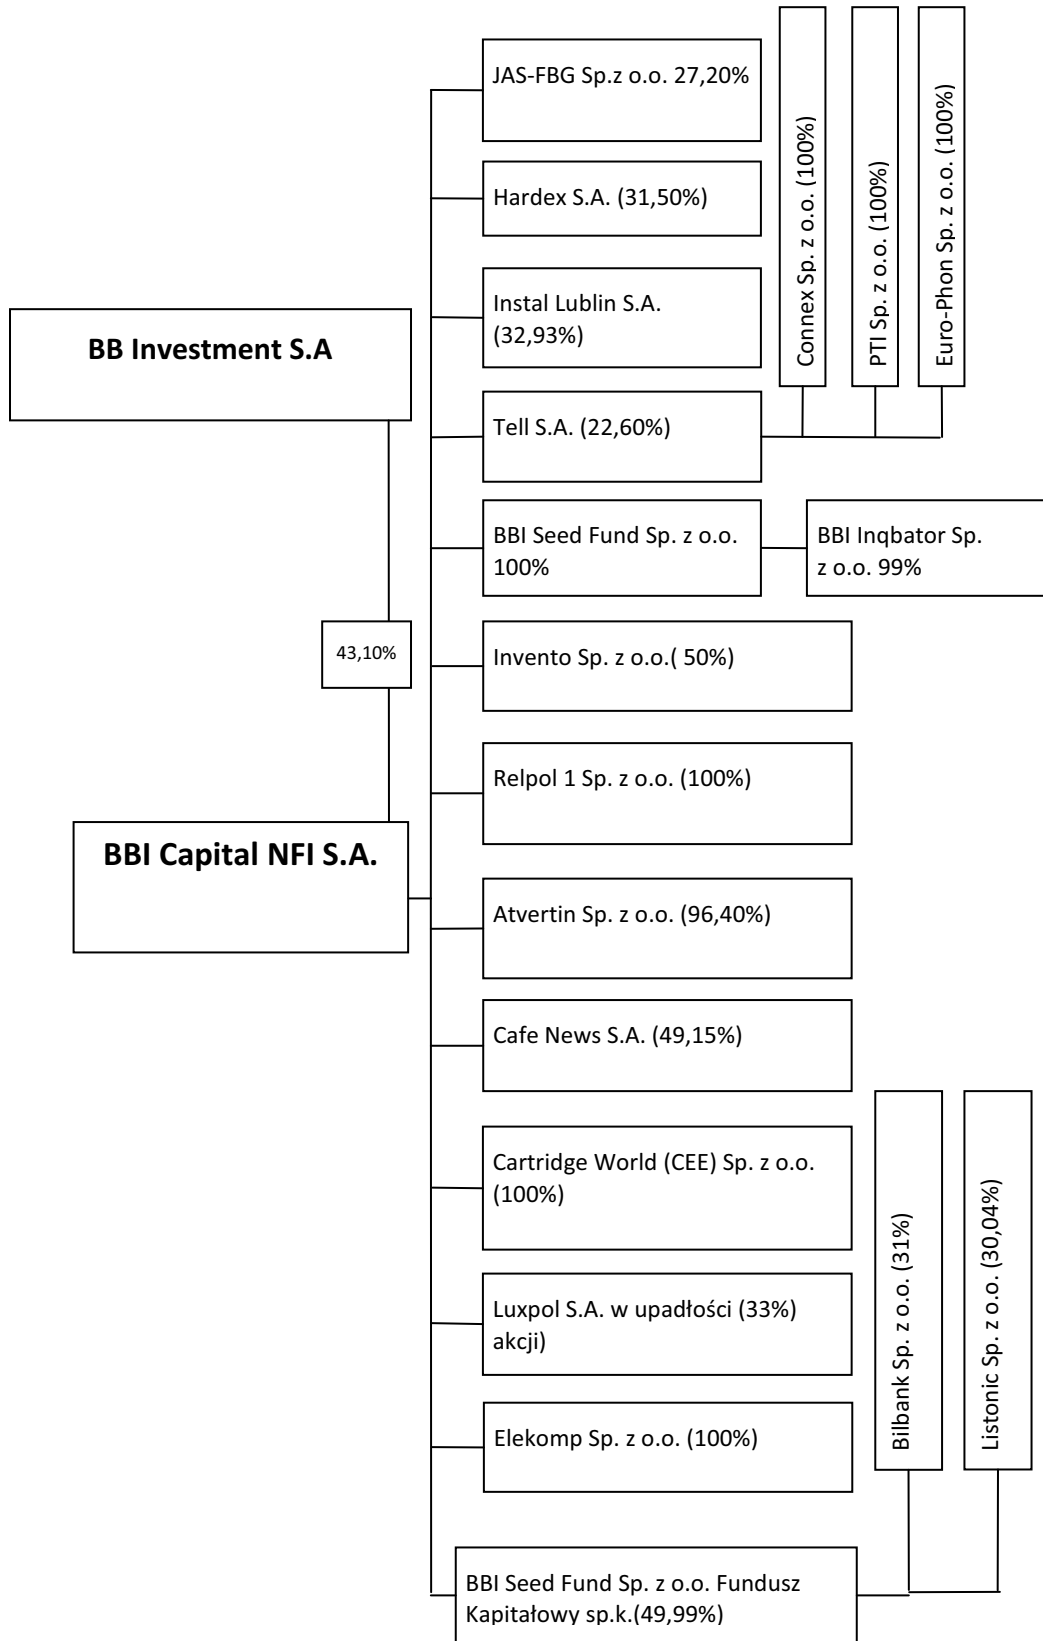 JAS-FBG Sp.z o.o. 27,20%
Hardex S.A. (31,50%)
Instal Lublin S.A.
(32,93%)
Tell S.A. (22,60%)
Connex Sp. z o.o. (100%)
PTI Sp. z o.o. (100%)
Euro-Phon Sp. z o.o. (100%)
BB Investment S.A
BBI Seed Fund Sp. z o.o.
100%
BBI Inqbator Sp.
z o.o. 99%
43,10%
Invento Sp. z o.o.( 50%)
Relpol 1 Sp. z o.o. (100%)
BBI Capital NFI S.A.
Atvertin Sp. z o.o. (96,40%)
Cafe News S.A. (49,15%)
Cartridge World (CEE) Sp. z o.o.
(100%)
Luxpol S.A. w upadłości (33%)
akcji)
Elekomp Sp. z o.o. (100%)
Bilbank Sp. z o.o. (31%)
Listonic Sp. z o.o. (30,04%)
BBI Seed Fund Sp. z o.o. Fundusz
Kapitałowy sp.k.(49,99%)